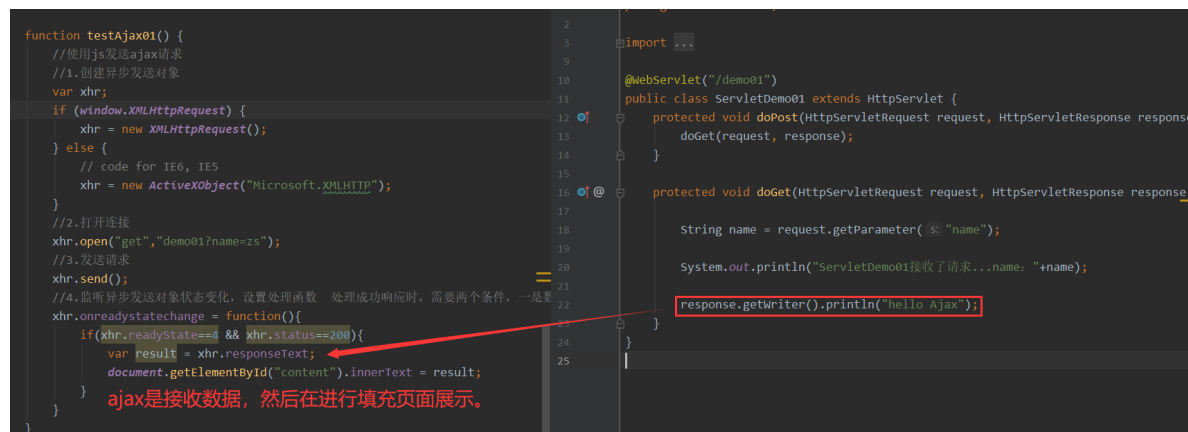 function testAjax01() {
//使用js发送ajax请求
//1.创建异步发送对象
var xhr;
if (window.XMLHttpRequest) {
xhr = new XMLHttpRequest();
} else {
// code for IE6, IE5
xhr = new ActiveXObject("Microsoft.XMLHTTP");
}
//2.打开连接
xhr.open("get","demo01?name=zs");
//3.发送请求
xhr.send();
//4.监听异步发送对象状态变化，设置处理函数 处理成功响应时，需要两个条件，一是数
xhr.onreadystatechange = function(){
if(xhr.readyState==4 && xhr.status==200){
var result = xhr.responseText;
document.getElementById("content").innerText = result;
}
ajax是接收数据，然后在进行填充页面展示。
}
}
2
3 import ...
9
10 @WebServlet("/demo01")
11 public class ServletDemo01 extends HttpServlet {
12 protected void doPost(HttpServletRequest request, HttpServletResponse response
13 doGet(request, response);
14 }
15
16 @ protected void doGet(HttpServletRequest request, HttpServletResponse response
17
18 String name = request.getParameter( s: "name");
19
20 System.out.println("ServletDemo01接收了请求...name: "+name);
21
22 response.getWriter().println("hello Ajax");
23 }
24 }
25